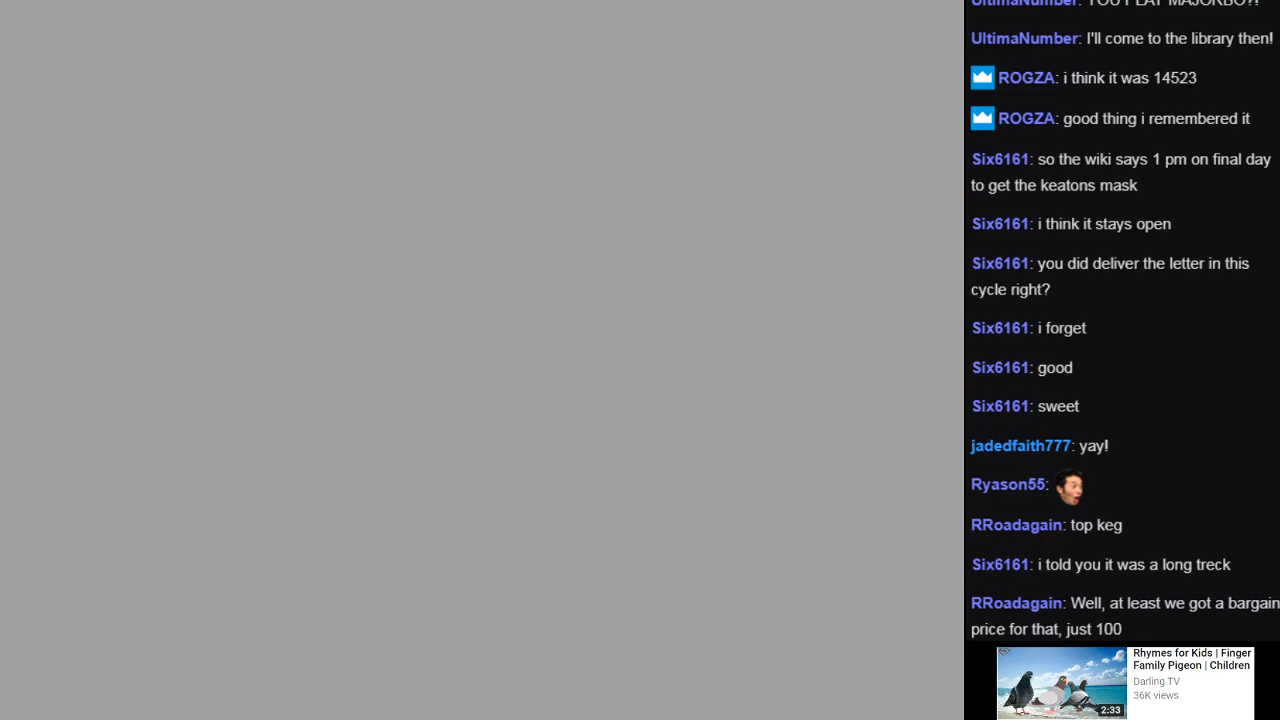 UltimaNumber: YOU PLAY MAJORBO?!
UltimaNumber: I'll come to the library then!
ROGZA: i think it was 14523
ROGZA: good thing i remembered it
Six6161: so the wiki says 1 pm on final day
to get the keatons mask
Six6161: i think it stays open
Six6161: you did deliver the letter in this
cycle right?
Six6161: i forget
Six6161: good
Six6161: sweet
jadedfaith777: yay!
Ryason55:
RRoadagain: top keg
Six6161: i told you it was a long treck
RRoadagain: Well, at least we got a bargain
price for that, just 100
Rhymes for Kids | Finger
Family Pigeon | Children
Darling TV
36K views
2:33